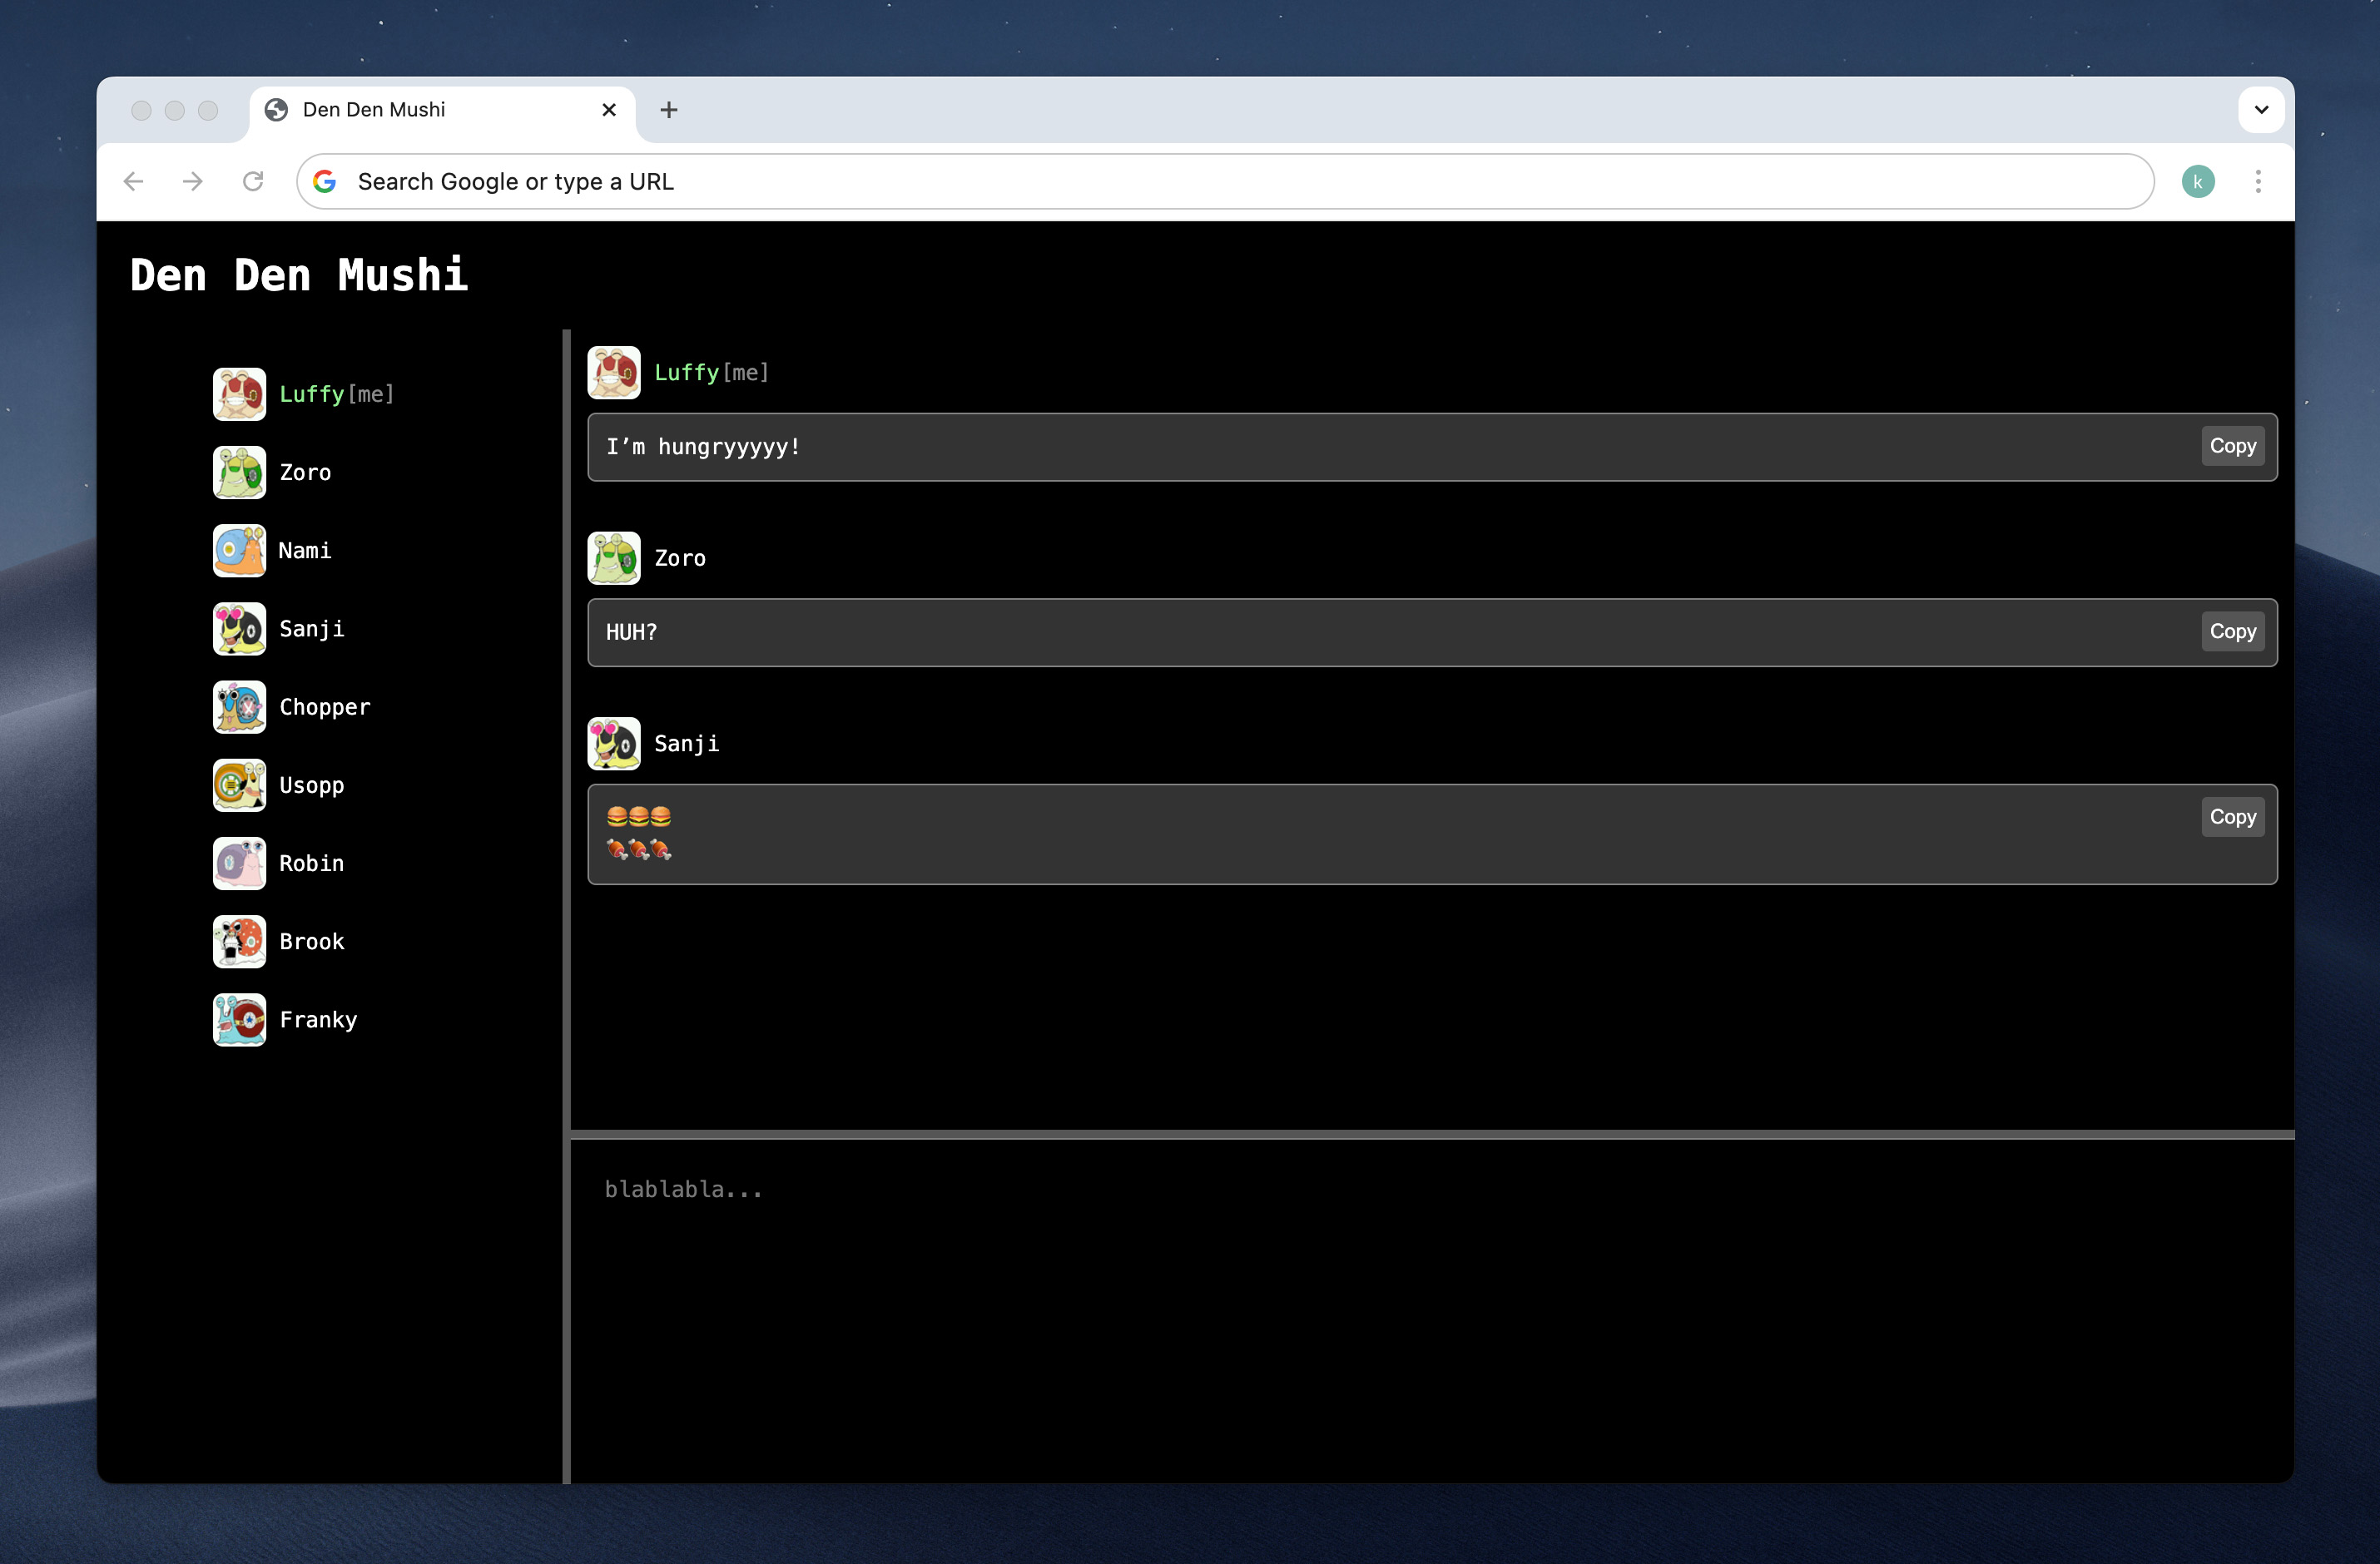 Den Den Mushi
Search Google or type a URL
k
Den Den Mushi
Luffy[me]
Zoro
Nami
Sanji
Chopper
Usopp
Robin
Brook
Franky
Luffy[me]
I’m hungryyyyy!
Copy
Zoro
HUH?
Copy
Sanji
🍔🍔🍔
Copy
🍖🍖🍖
blablabla...